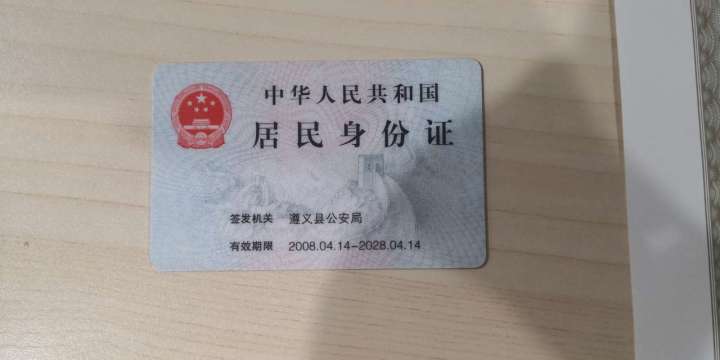 中华人民共和国
居民身份证
签发机关 遵义县公安局
有效期限 2008.04.14-2028.04.14